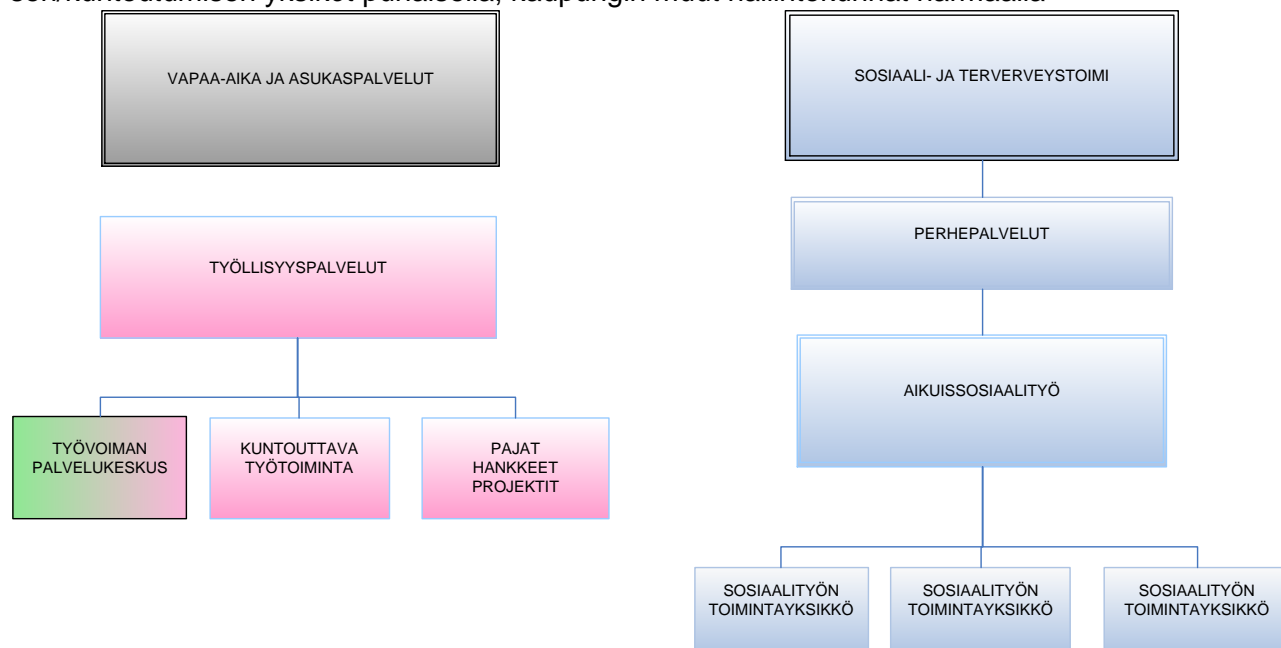 VAPAA-AIKA JA ASUKASPALVELUT
TYÖLLISYYSPALVELUT
TYÖVOIMAN
PALVELUKESKUS
KUNTOUTTAVA
TYÖTOIMINTA
PAJAT
HANKKEET
PROJEKTIT
SOSIAALI- JA TERVERVEYSTOIMI
PERHEPALVELUT
AIKUISSOSIAALITYÖ
SOSIAALITYÖN
TOIMINTAYKSIKKÖ
SOSIAALITYÖN
TOIMINTAYKSIKKÖ
SOSIAALITYÖN
TOIMINTAYKSIKKÖ